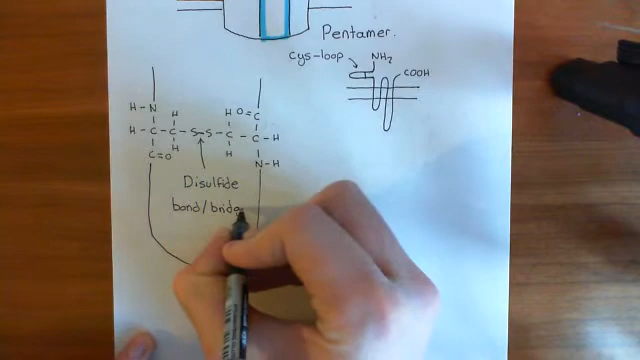 Pentamer.
cys-loop
NH2
COOH
H-N
H H O=C
H-C-C-S-S-C-C-H
H H
C=O N-H
Disulfide
bond/bridge